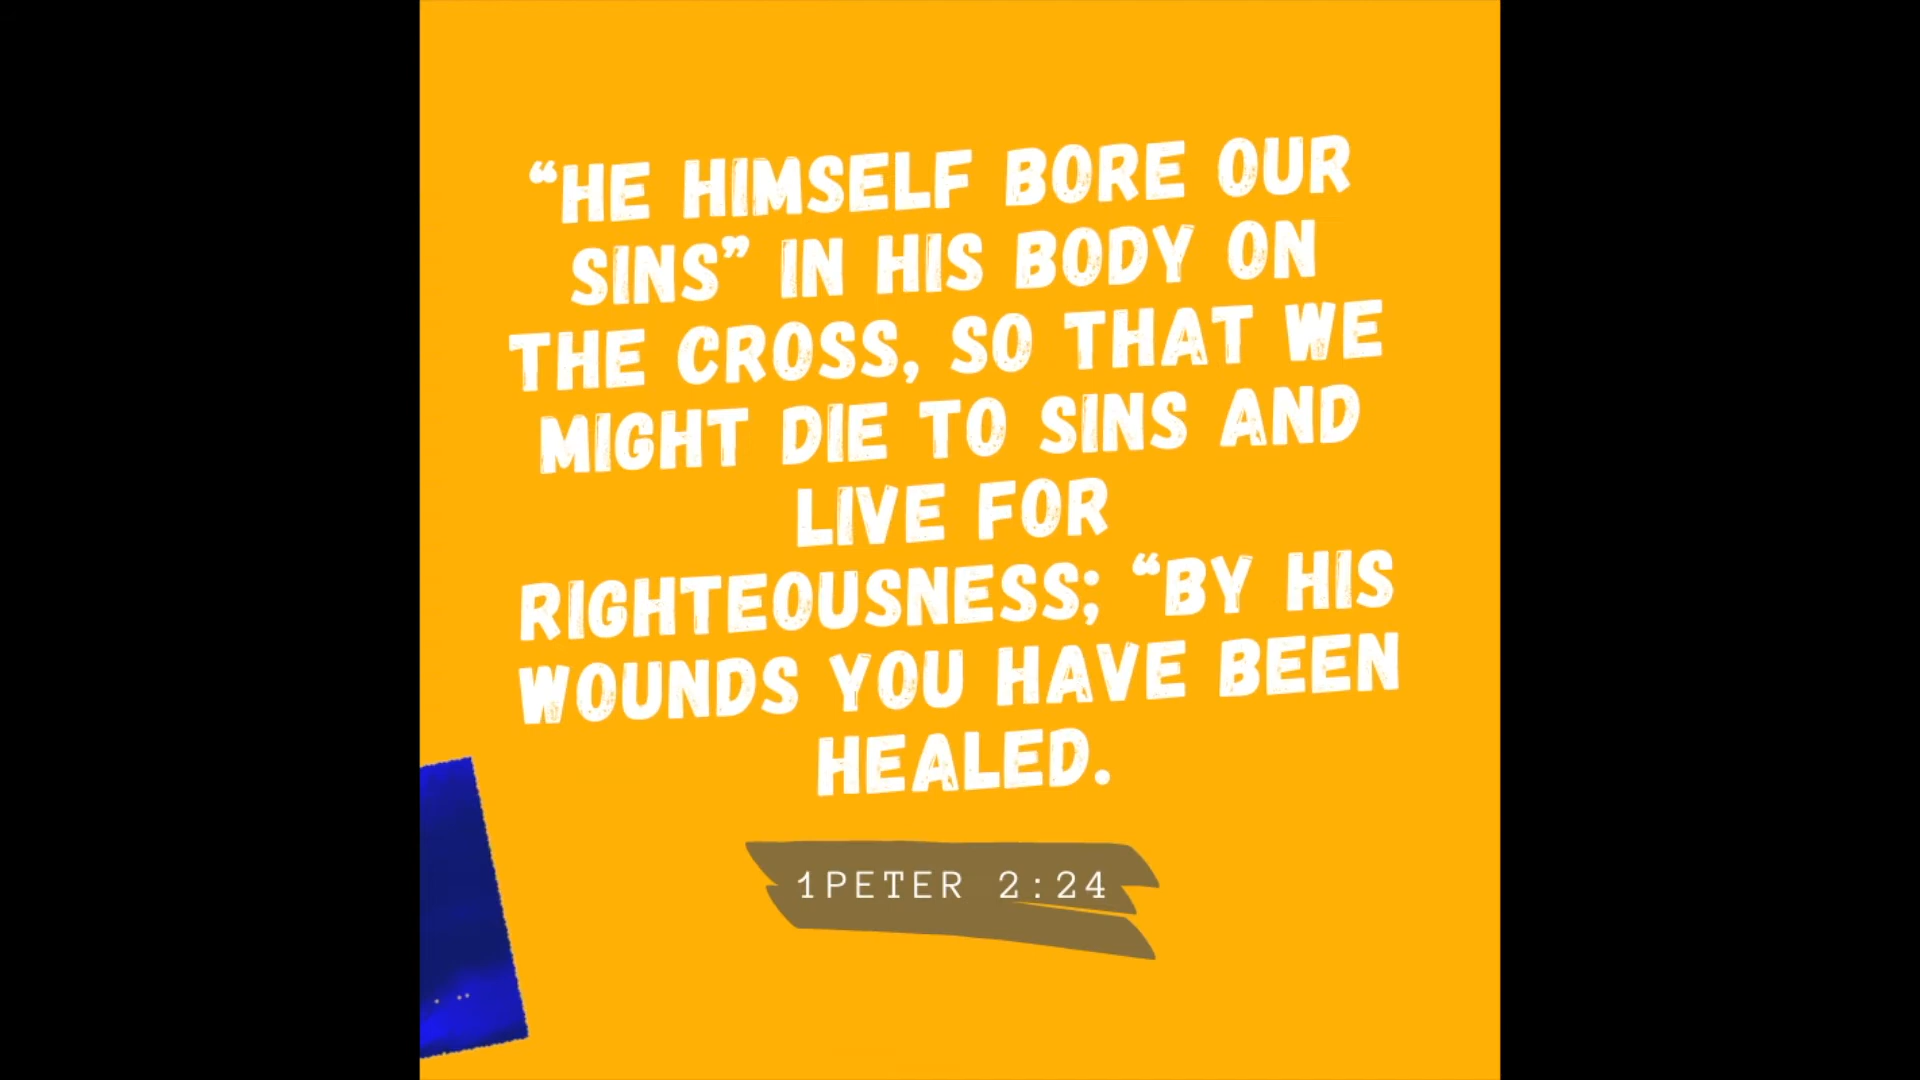 “HE HIMSELF BORE OUR
SINS” IN HIS BODY ON
THE CROSS, SO THAT WE
MIGHT DIE TO SINS AND
LIVE FOR
RIGHTEOUSNESS; “BY HIS
WOUNDS YOU HAVE BEEN
HEALED.
1PETER 2:24